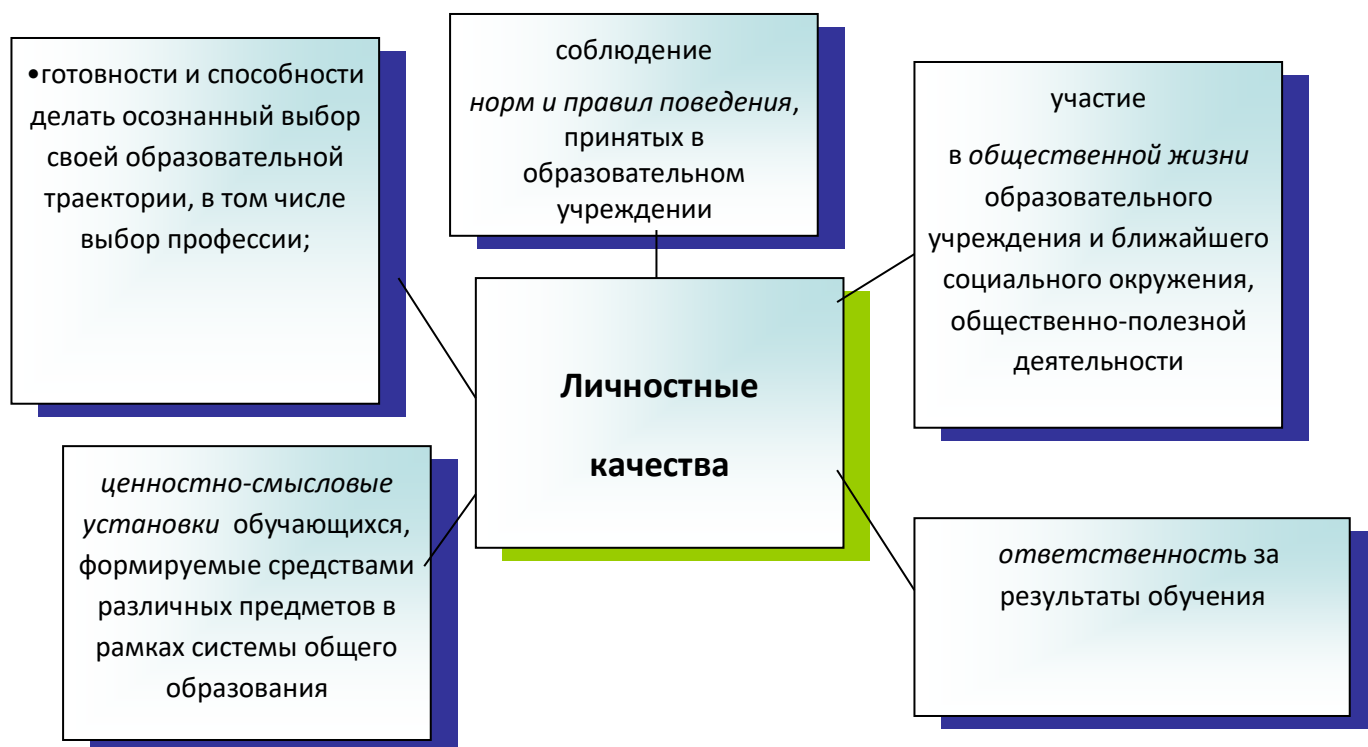 •готовности и способности
делать осознанный выбор
своей образовательной
траектории, в том числе
выбор профессии;
соблюдение
норм и правил поведения,
принятых в
образовательном
учреждении
участие
в общественной жизни
образовательного
учреждения и ближайшего
социального окружения,
общественно-полезной
деятельности
Личностные
качества
ценностно-смысловые
установки обучающихся,
формируемые средствами
различных предметов в
рамках системы общего
образования
ответственность за
результаты обучения